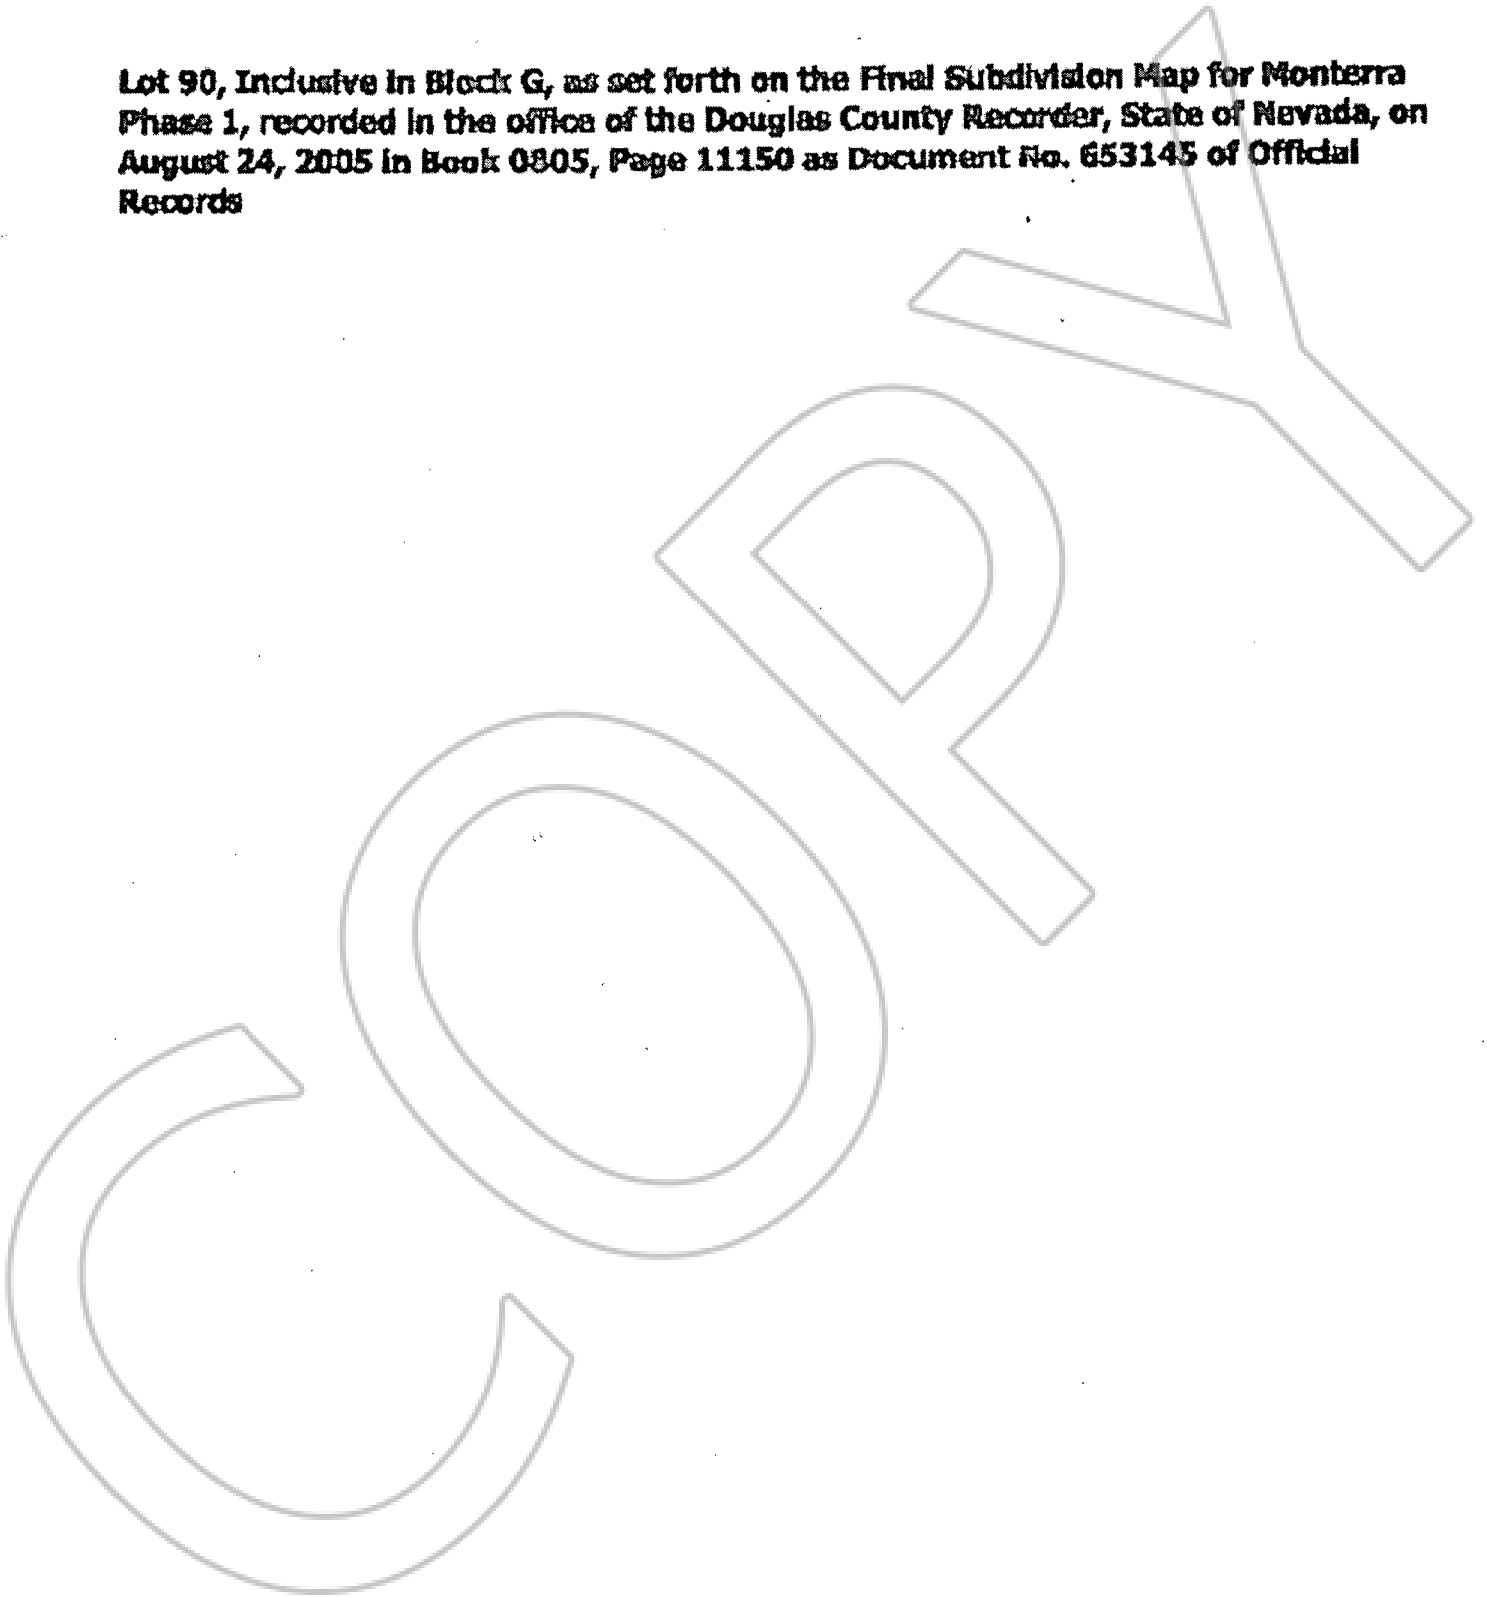 Lot 90, Inclusive in Block G, as set forth on the Final Subdivision Map for Monterra
Phase 1, recorded in the office of the Douglas County Recorder, State of Nevada, on
August 24, 2005 in Book 0805, Page 11150 as Document No. 653145 of Official
Records
COPY